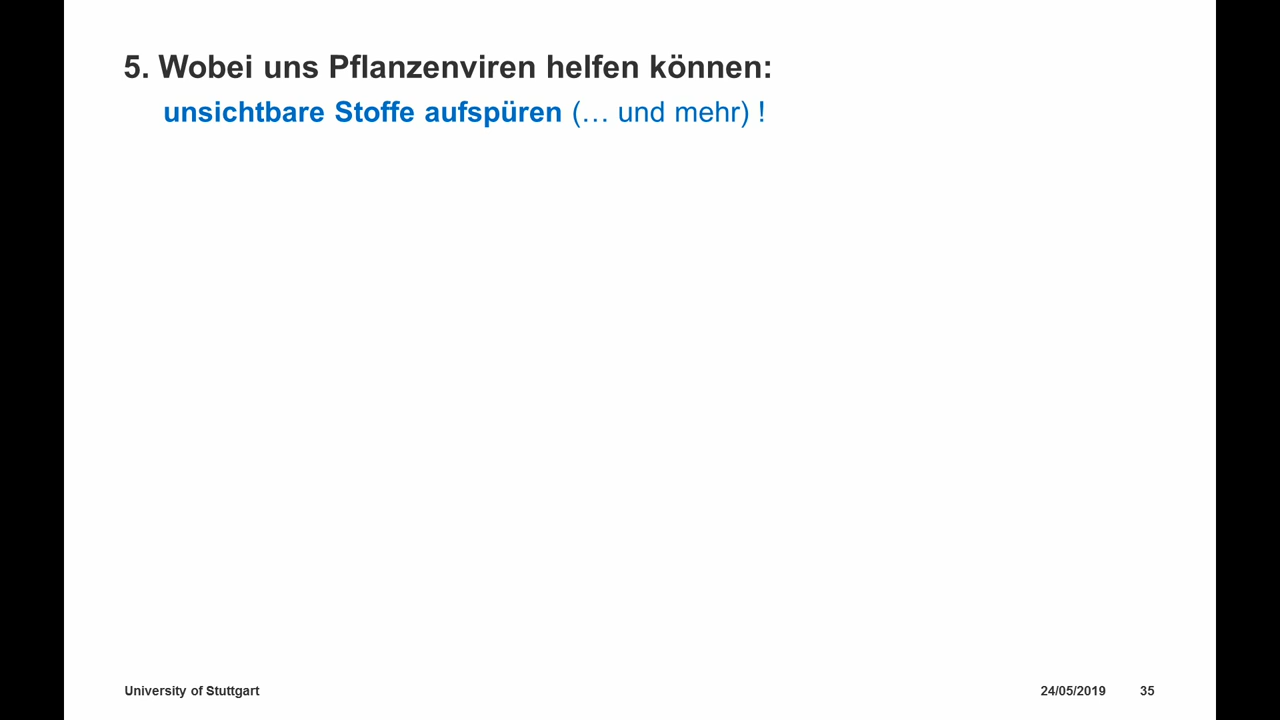 5. Wobei uns Pflanzenviren helfen können:
unsichtbare Stoffe aufspüren (… und mehr) !
University of Stuttgart 24/05/2019 35